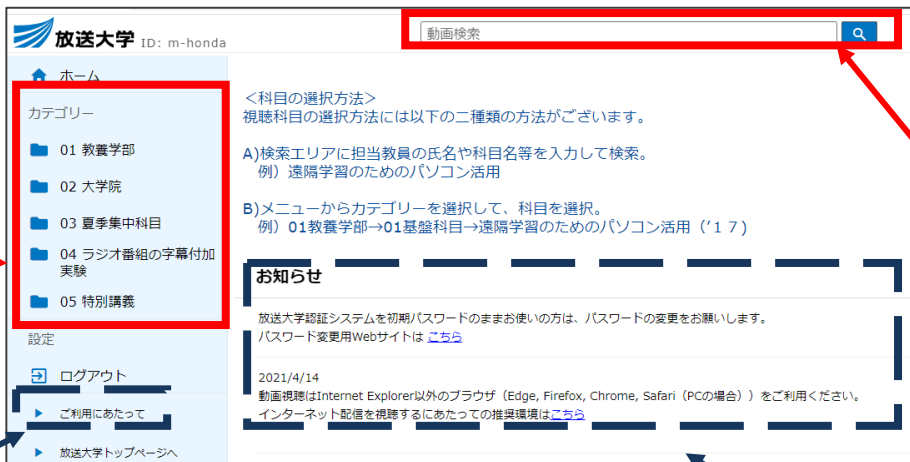 放送大学 ID: m-honda
動画検索
ホーム
カテゴリー
01 教養学部
02 大学院
03 夏季集中科目
04 ラジオ番組の字幕付加
実験
05 特別講義
設定
ログアウト
ご利用にあたって
放送大学トップページへ
＜科目の選択方法＞
視聴科目の選択方法には以下の二種類の方法がございます。
A)検索エリアに担当教員の氏名や科目名等を入力して検索。
例）遠隔学習のためのパソコン活用
B)メニューからカテゴリーを選択して、科目を選択。
例）01教養学部→01基盤科目→遠隔学習のためのパソコン活用（’１７)
お知らせ
放送大学認証システムを初期パスワードのままお使いの方は、パスワードの変更をお願いします。
パスワード変更用Webサイトは こちら
2021/4/14
動画視聴はInternet Explorer以外のブラウザ（Edge, Firefox, Chrome, Safari（PCの場合））をご利用ください。
インターネット配信を視聴するにあたっての推奨環境はこちら